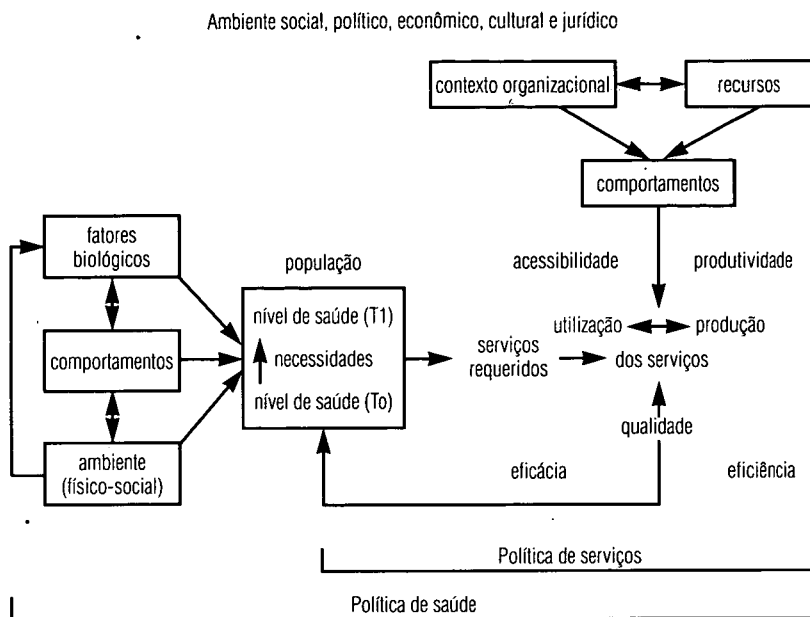 Ambiente social, político, econômico, cultural e jurídico
contexto organizacional
recursos
comportamentos
fatores
biológicos
comportamentos
ambiente
(físico-social)
população
nível de saúde (T1)
necessidades
nível de saúde (To)
serviços
requeridos
acessibilidade
produtividade
utilização
produção
dos serviços
qualidade
eficácia
eficiência
Política de serviços
Política de saúde